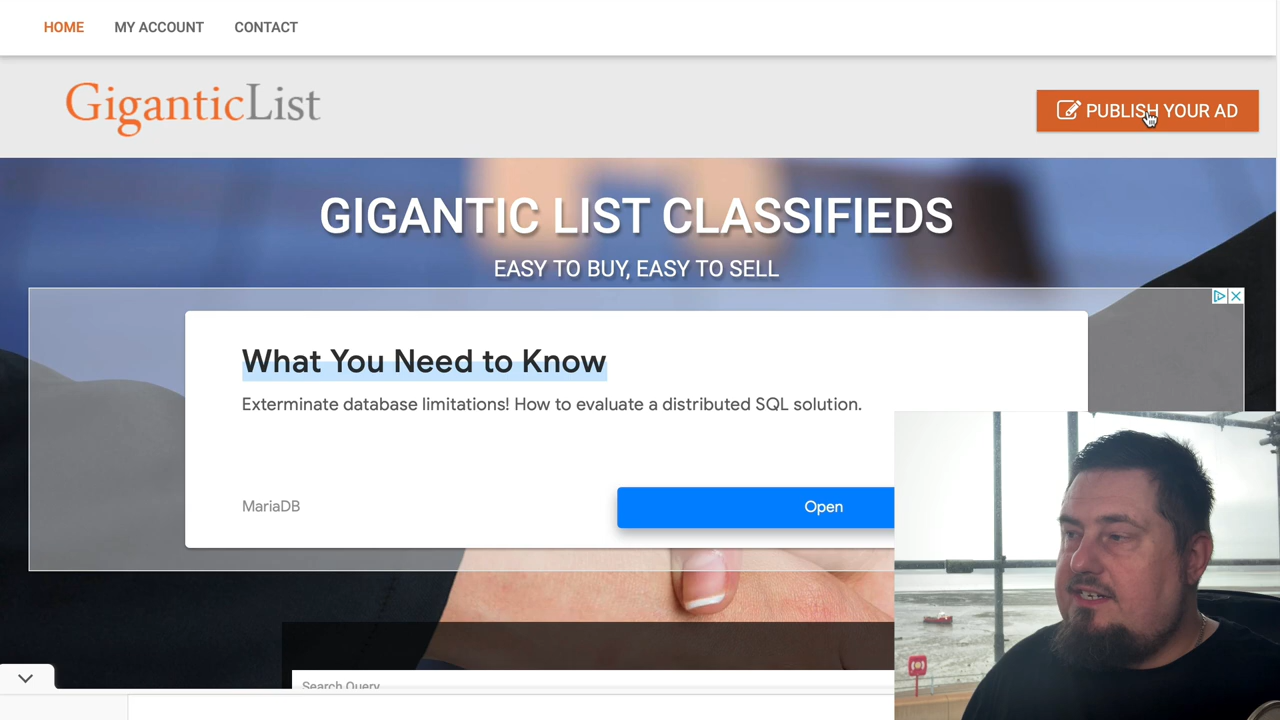 HOME
MY ACCOUNT
CONTACT
GiganticList
PUBLISH YOUR AD
GIGANTIC LIST CLASSIFIEDS
EASY TO BUY, EASY TO SELL
What You Need to Know
Exterminate database limitations! How to evaluate a distributed SQL solution.
MariaDB
Open
Search Query